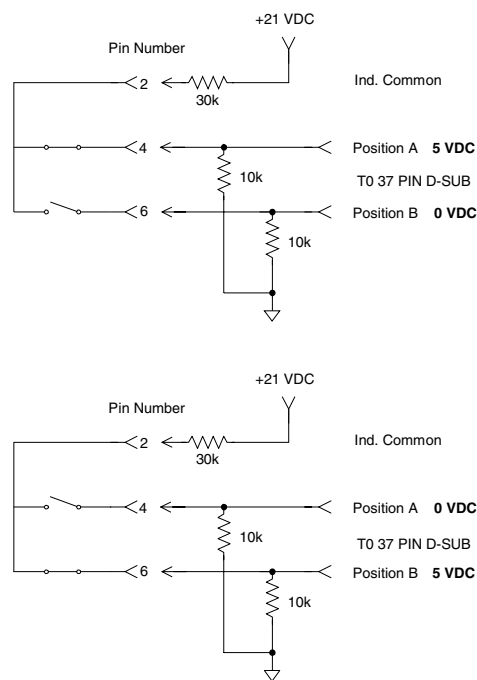 +21 VDC
Pin Number
2
30k
Ind. Common
4
Position A 5 VDC
10k
T0 37 PIN D-SUB
6
Position B 0 VDC
10k
+21 VDC
Pin Number
2
30k
Ind. Common
4
Position A 0 VDC
10k
T0 37 PIN D-SUB
6
Position B 5 VDC
10k